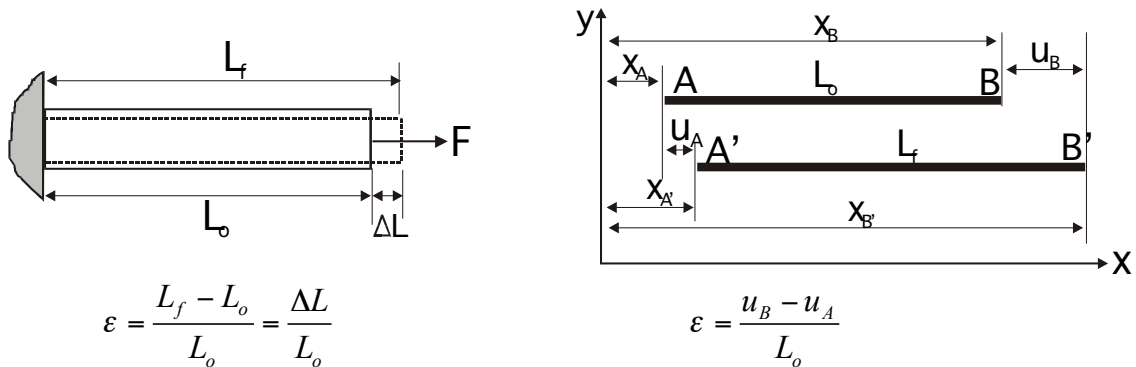 L_f
F
L_o
ΔL
ε = (L_f − L_o) / L_o = ΔL / L_o
y
x_B
x_A
u_B
A
L_o
B
u_A
A’
L_f
B’
x_A’
x_B’
x
ε = (u_B − u_A) / L_o